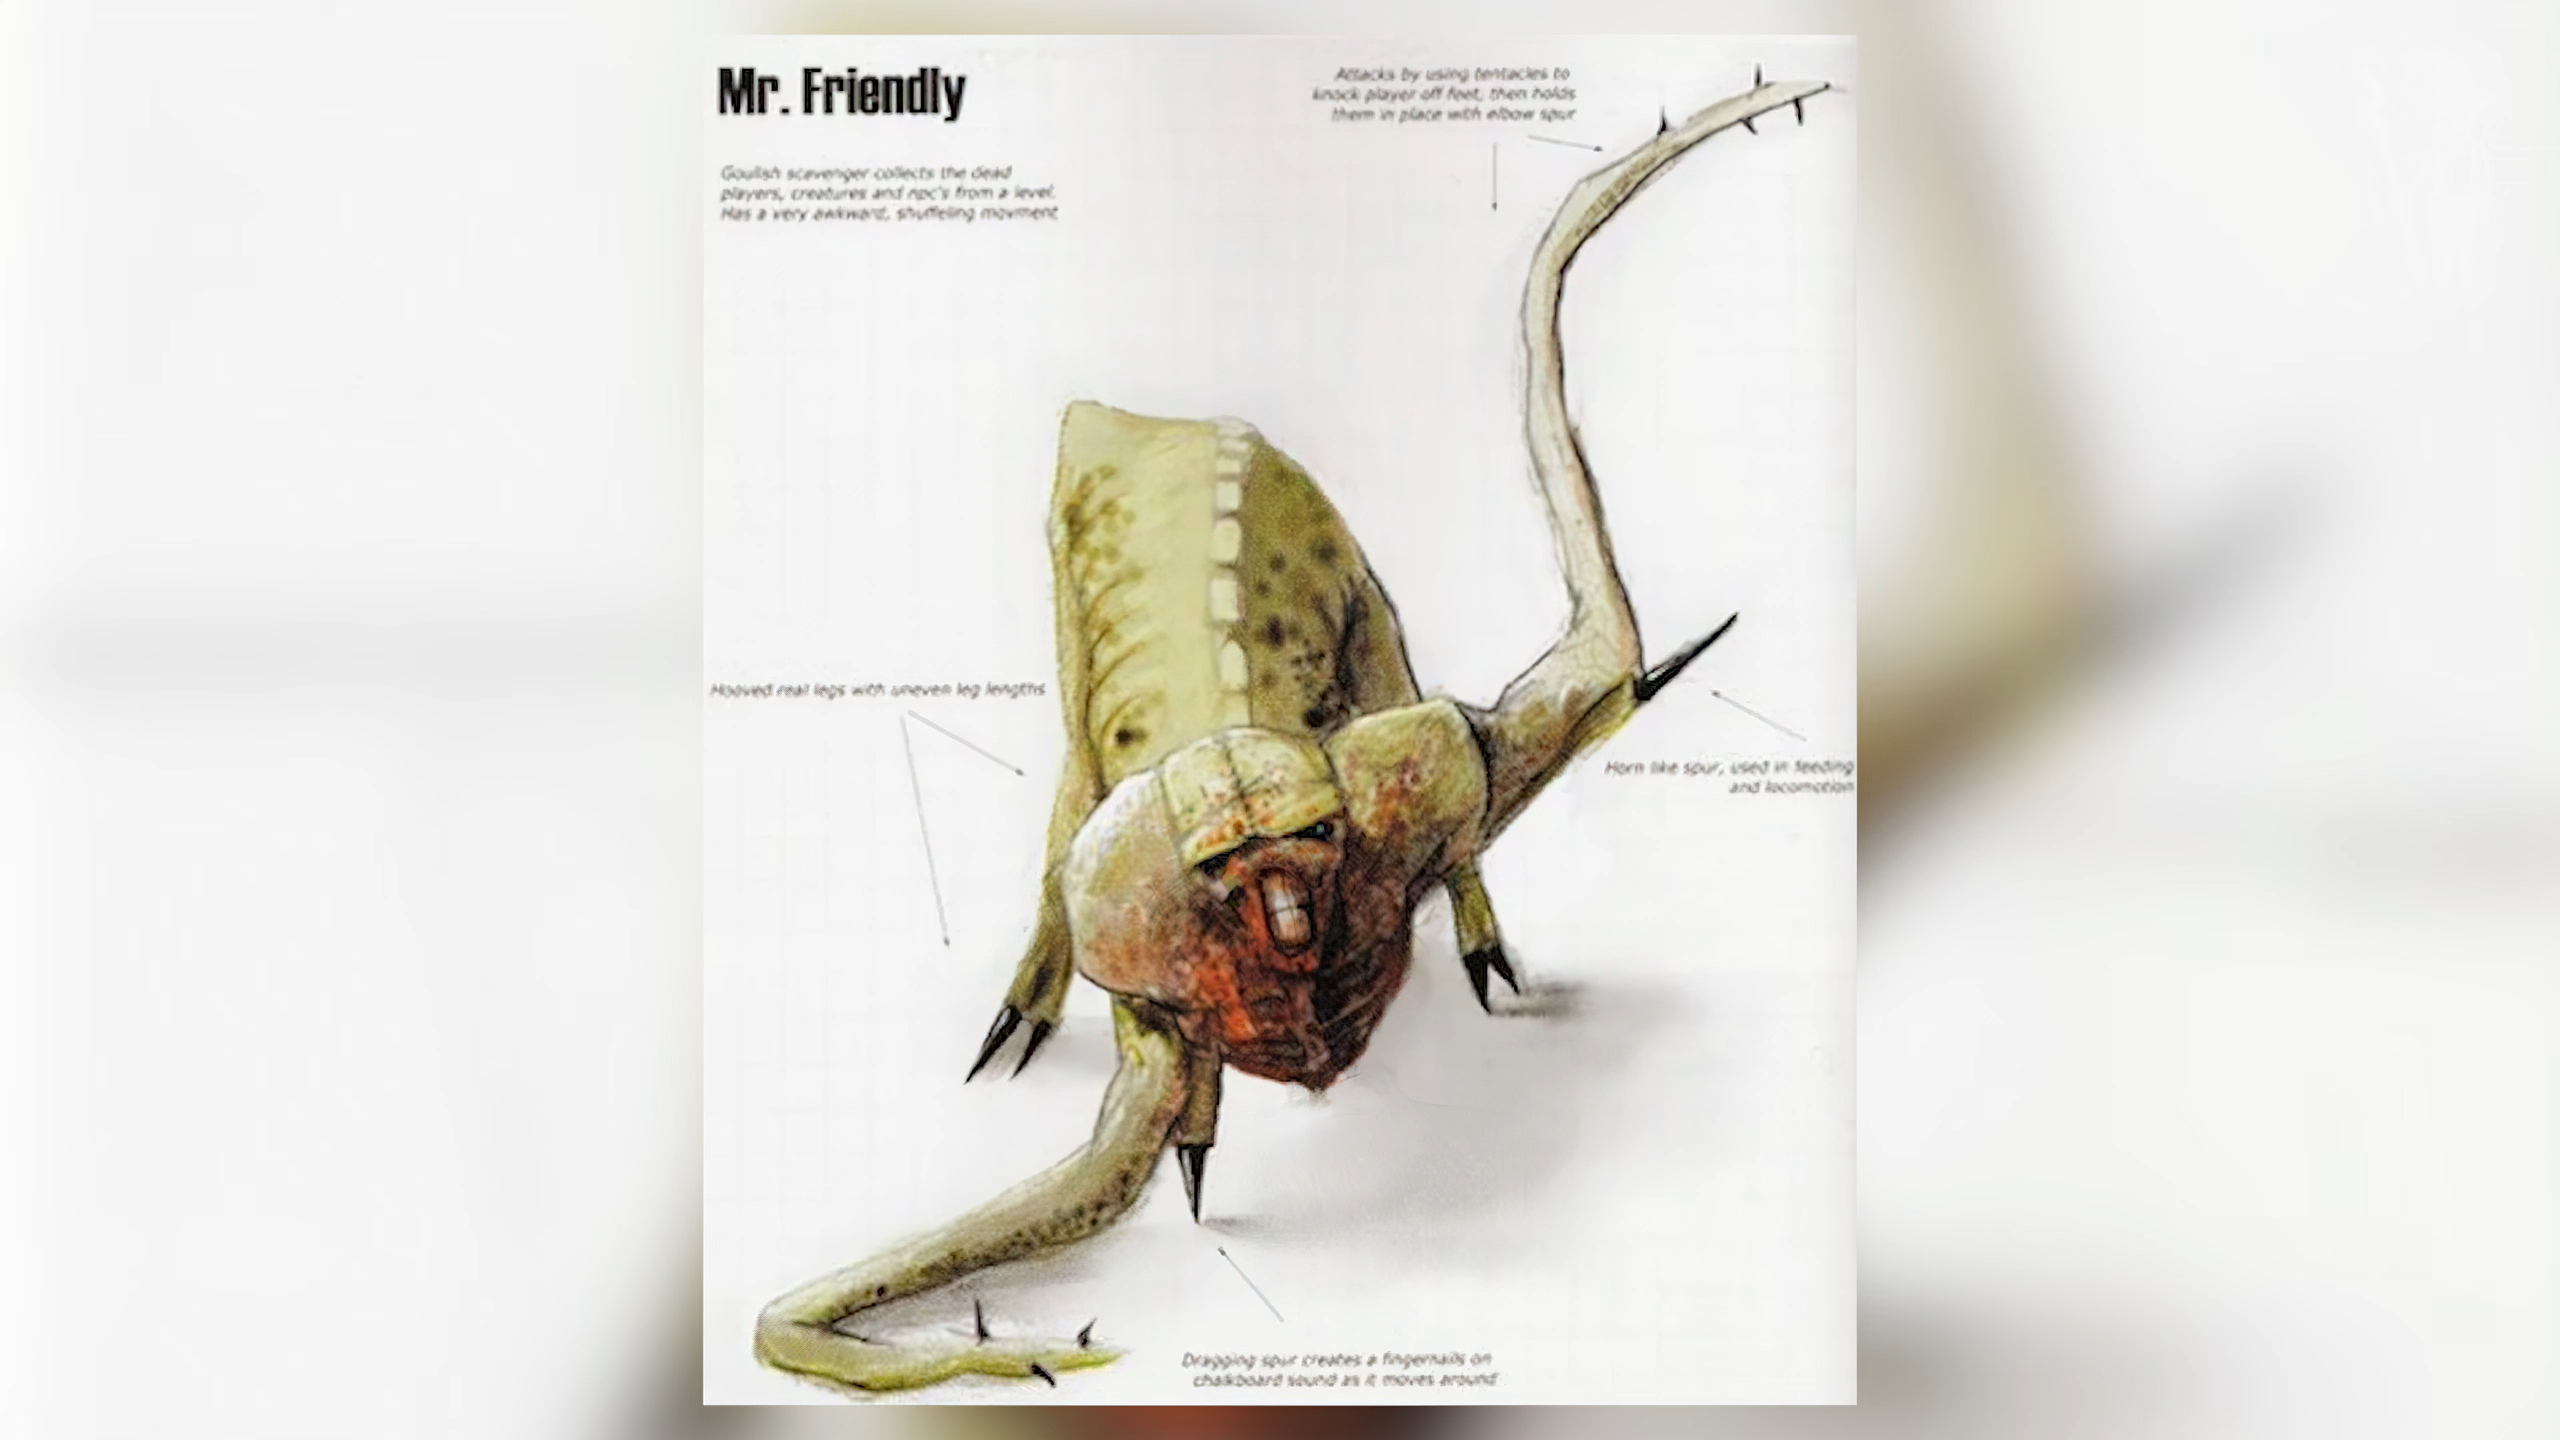 Mr. Friendly
Goulish scavenger collects the dead
players, creatures and npc's from a level.
Has a very awkward, shuffeling movment
Attacks by using tentacles to
knock player off feet, then holds
them in place with elbow spur
Hooved real legs with uneven leg lengths
Horn like spur, used in feeding
and locomotion
Dragging spur creates a fingernails on
chalkboard sound as it moves around